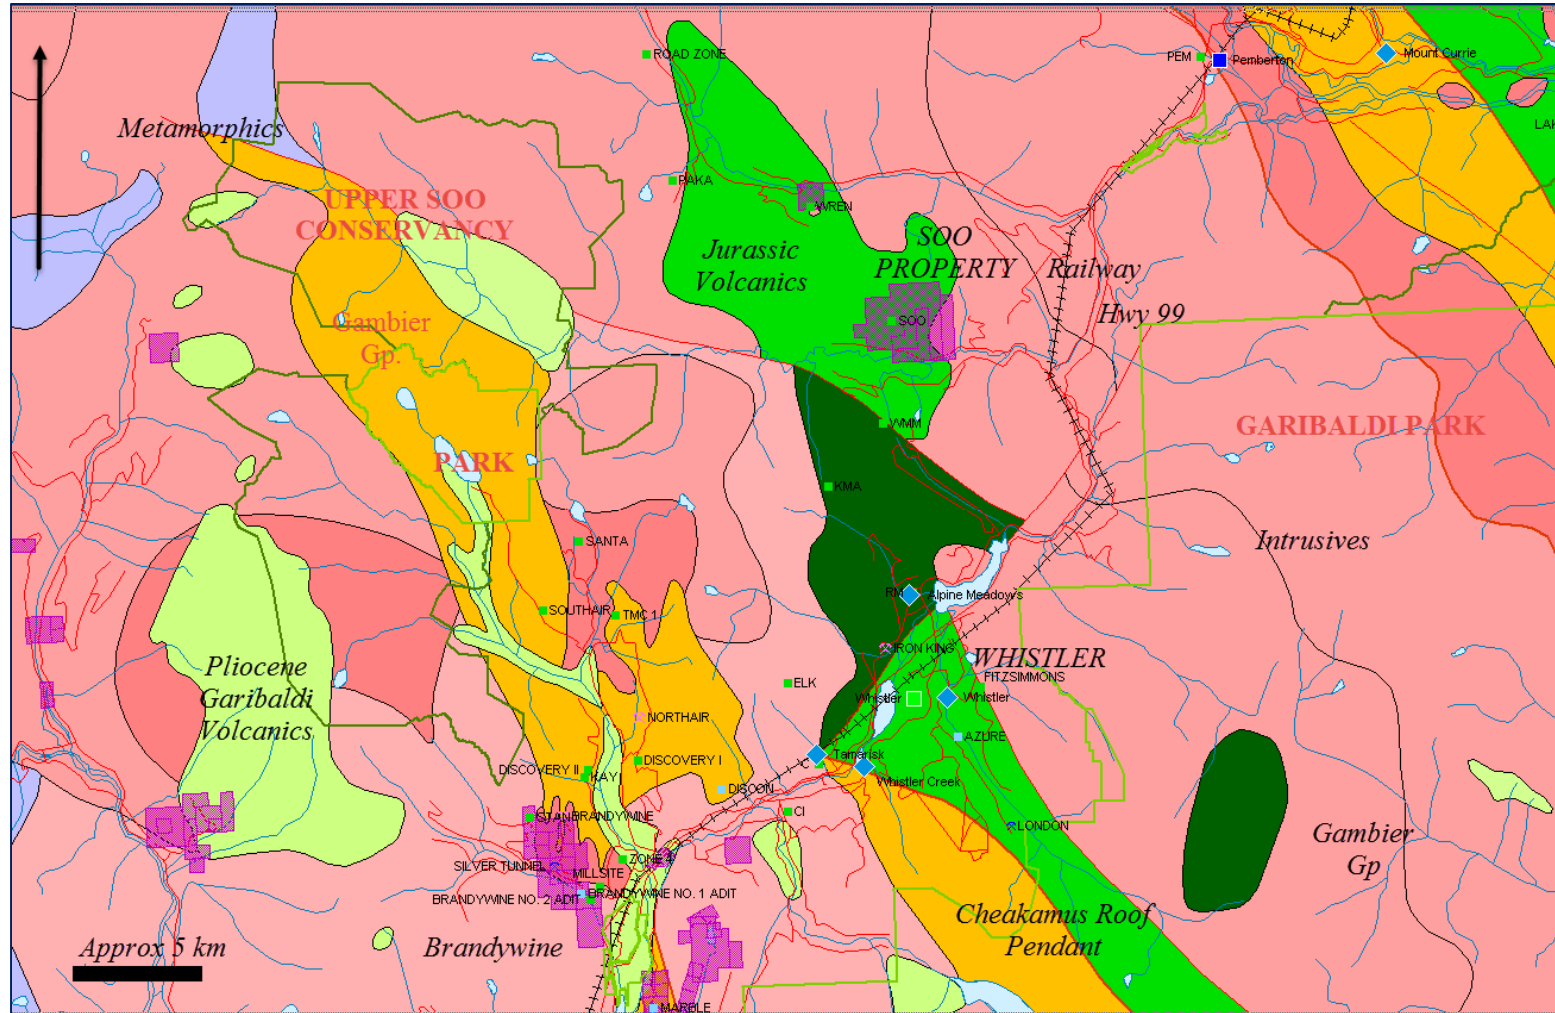 ROAD ZONE
PEM
Pemberton
Mount Currie
LAH
Metamorphics
PAKA
WREN
UPPER SOO
CONSERVANCY
Jurassic
Volcanics
SOO
PROPERTY
Railway
Hwy 99
SOO
Gambier
Gp.
WMM
GARIBALDI PARK
PARK
KMA
SANTA
Intrusives
SOUTHAIR
TMC 1
RM
Alpine Meadows
IRON KING
WHISTLER
FITZSIMMONS
Pliocene
Garibaldi
Volcanics
ELK
Whistler
Whistler
NORTHAIR
AZURE
DISCOVERY I
Tamarisk
DISCOVERY II
KAY
Whistler Creek
DISCON
CI
BRANDYWINE
LONDON
Gambier
Gp
ZONE 4
SILVER TUNNEL
MILLSITE
BRANDYWINE NO. 1 ADIT
BRANDYWINE NO. 2 ADIT
Cheakamus Roof
Pendant
Approx 5 km
Brandywine
MARBLE